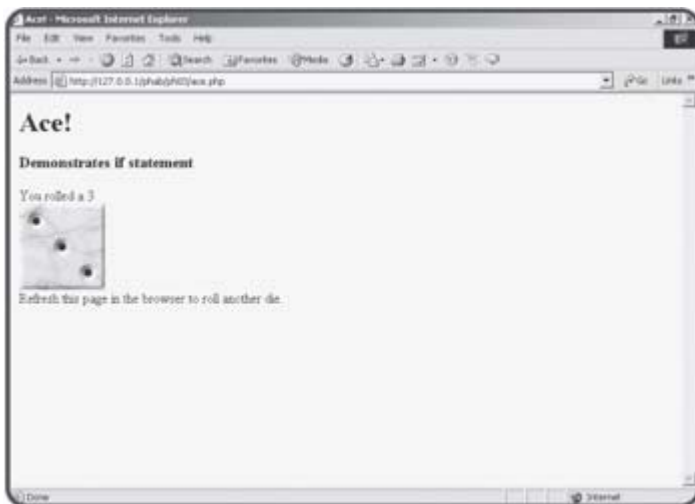 Ace! - Microsoft Internet Explorer
File Edit View Favorites Tools Help
Back Search Favorites Media
Address http://127.0.0.1/phab/ph03/ace.php Go Links
Ace!
Demonstrates if statement
You rolled a 3
Refresh this page in the browser to roll another die.
Done Internet